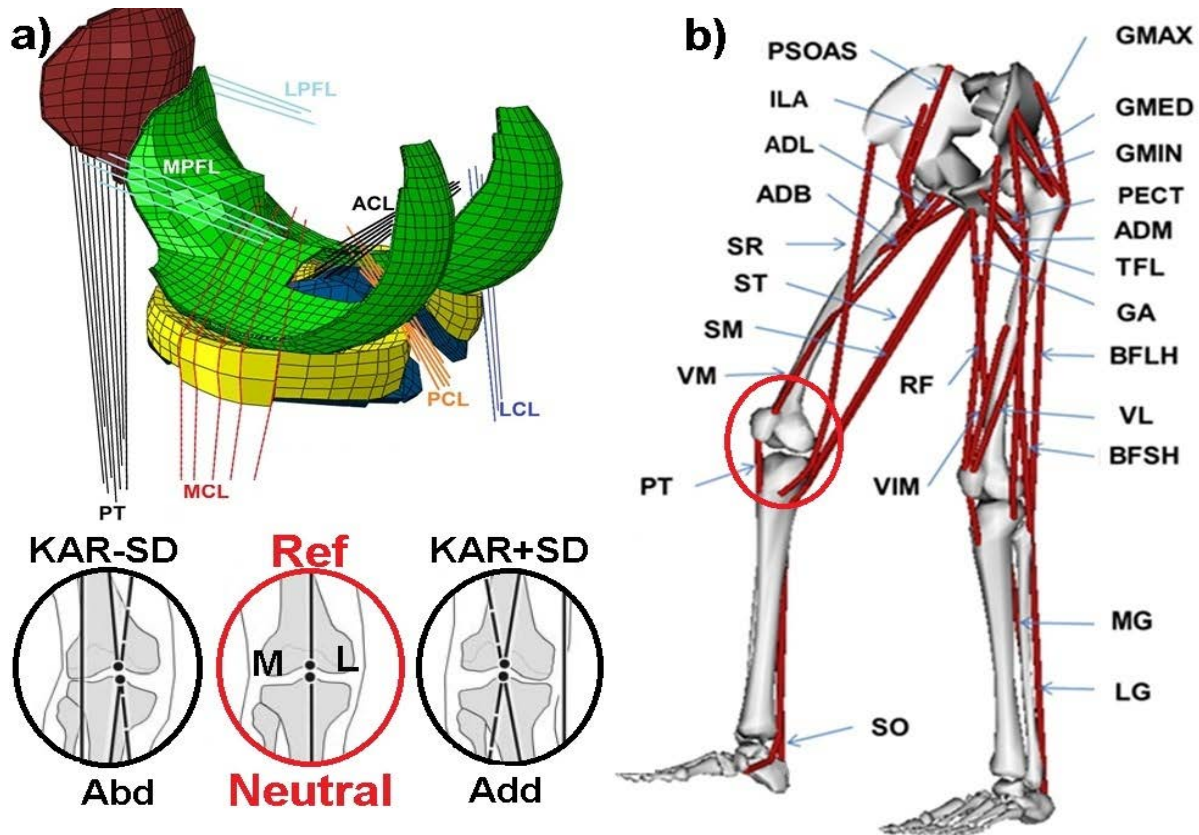 a)
LPFL
MPFL
ACL
PCL
LCL
MCL
PT
KAR-SD
Ref
KAR+SD
M L
Abd
Neutral
Add
b)
PSOAS
ILA
ADL
ADB
SR
ST
SM
VM
PT
GMAX
GMED
GMIN
PECT
ADM
TFL
GA
BFLH
RF
VL
VIM
BFSH
MG
LG
SO